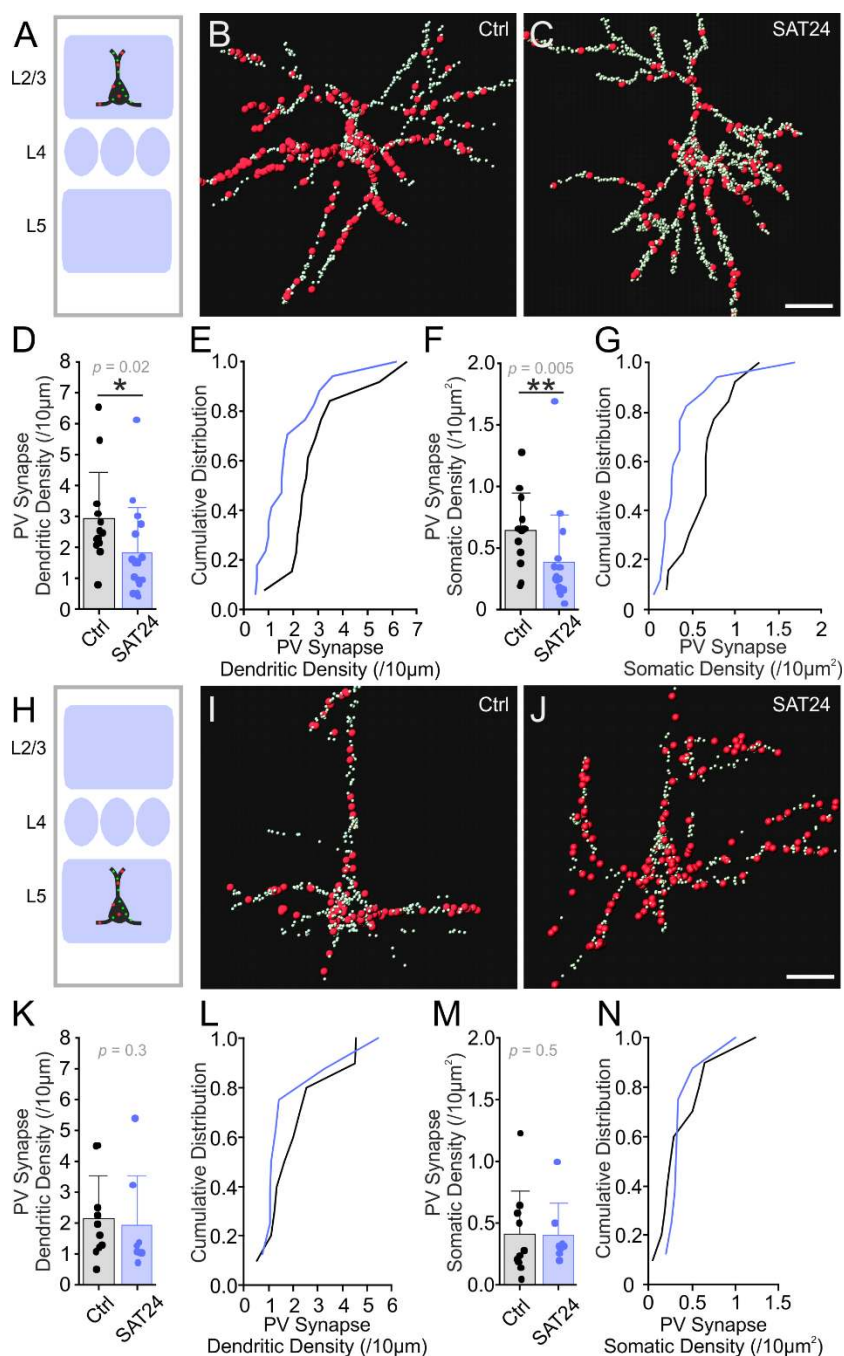 A
L2/3
L4
L5
B
Ctrl
C
SAT24
D
PV Synapse
Dendritic Density (/10µm)
8
7
6
5
4
3
2
1
0
p = 0.02
*
Ctrl
SAT24
E
Cumulative Distribution
1.0
0.8
0.6
0.4
0.2
0.0
1 2 3 4 5 6 7
PV Synapse
Dendritic Density (/10µm)
F
PV Synapse
Somatic Density (/10µm²)
2.0
1.5
1.0
0.5
0.0
p = 0.005
**
Ctrl
SAT24
G
Cumulative Distribution
1.0
0.8
0.6
0.4
0.2
0.0
0 0.5 1 1.5 2
PV Synapse
Somatic Density (/10µm²)
H
L2/3
L4
L5
I
Ctrl
J
SAT24
K
PV Synapse
Dendritic Density (/10µm)
8
7
6
5
4
3
2
1
0
p = 0.3
Ctrl
SAT24
L
Cumulative Distribution
1.0
0.8
0.6
0.4
0.2
0.0
0 1 2 3 4 5 6
PV Synapse
Dendritic Density (/10µm)
M
PV Synapse
Somatic Density (/10µm²)
2.0
1.5
1.0
0.5
0.0
p = 0.5
Ctrl
SAT24
N
Cumulative Distribution
1.0
0.8
0.6
0.4
0.2
0.0
0 0.5 1 1.5
PV Synapse
Somatic Density (/10µm²)